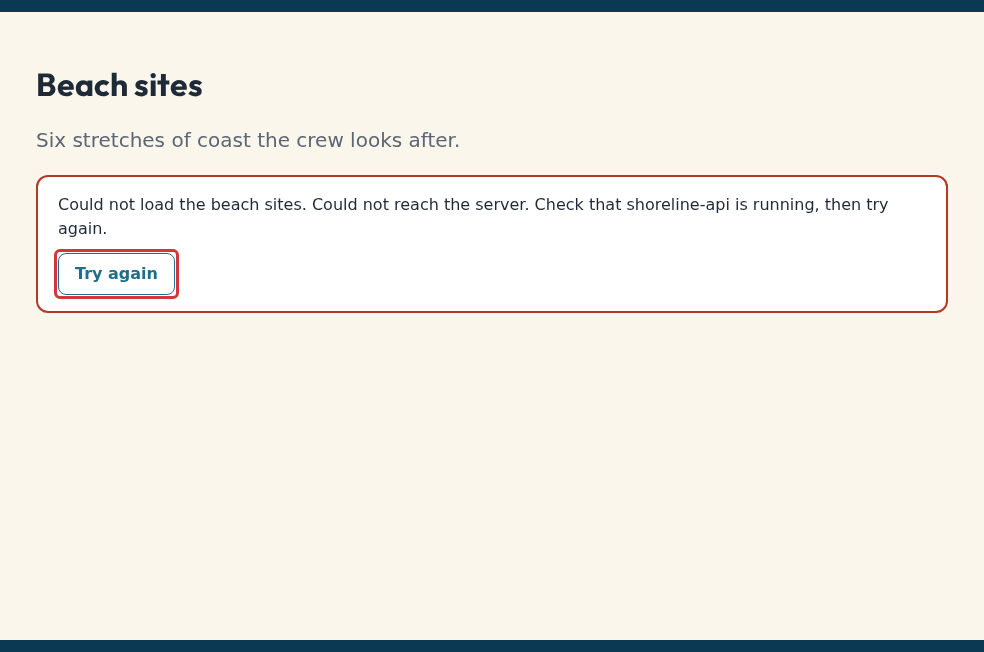 Beach sites
Six stretches of coast the crew looks after.
Could not load the beach sites. Could not reach the server. Check that shoreline-api is running, then try
again.
Try again